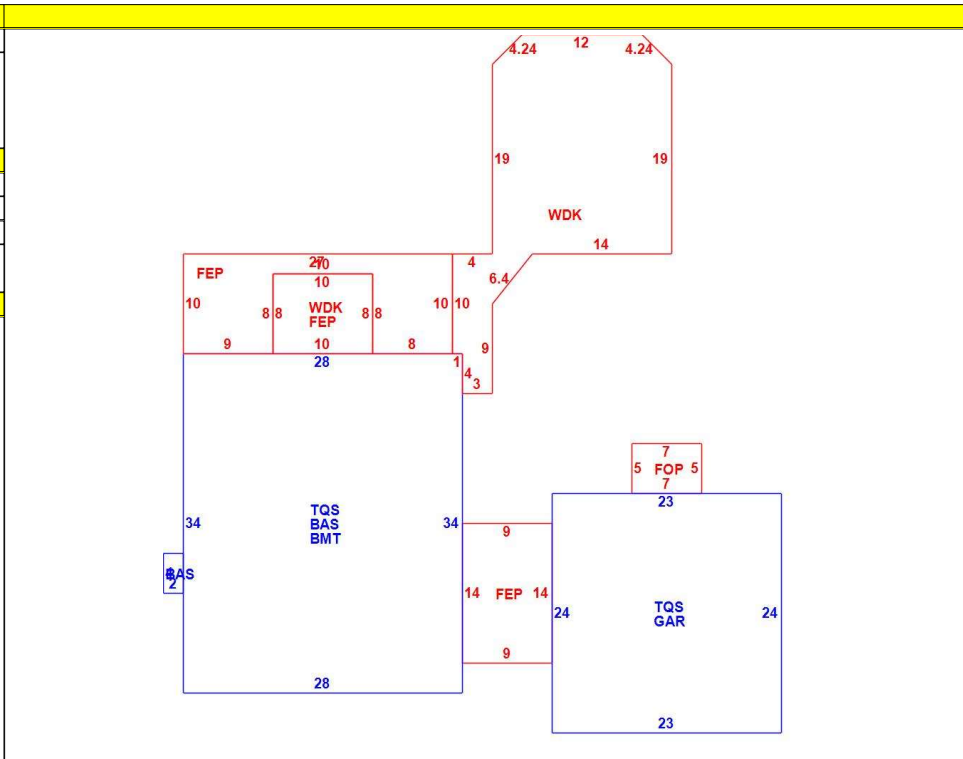 4.24 12 4.24
19 19
WDK
14
4
6.4
FEP
10
10 8 8 WDK 8 8 10 10
FEP
9 10 8 9
28 1
4
3
7
5 FOP 5
7
23
TQS
34 BAS 34
BMT
9
BAS
2
14 FEP 14
24 TQS 24
GAR
9
28
23